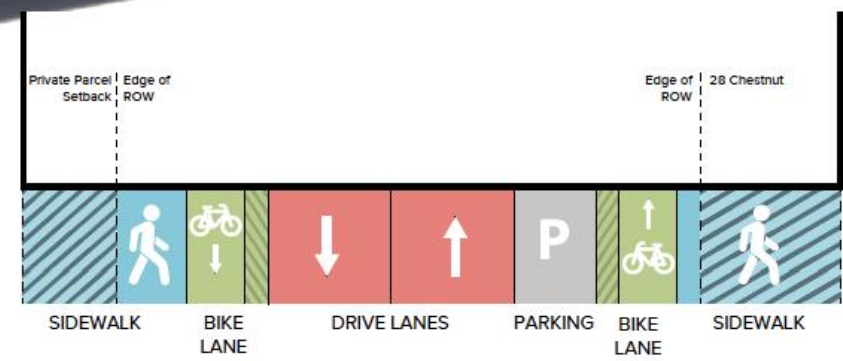 Private Parcel
Setback
Edge of
ROW
Edge of
ROW
28 Chestnut
P
SIDEWALK
BIKE
LANE
DRIVE LANES
PARKING
BIKE
LANE
SIDEWALK